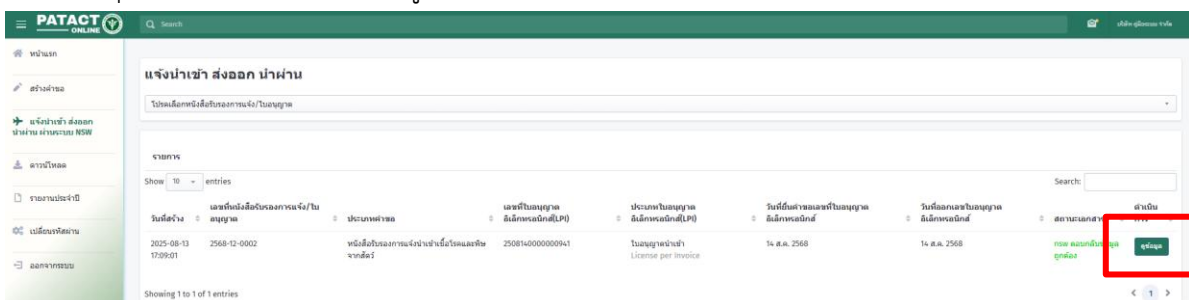 PATACT
ONLINE
Search
หน้าแรก
สร้างคำขอ
แจ้งนำเข้า ส่งออก
นำผ่าน ผ่านระบบ NSW
ดาวน์โหลด
รายงานประจำปี
เปลี่ยนรหัสผ่าน
ออกจากระบบ
แจ้งนำเข้า ส่งออก นำผ่าน
โปรดเลือกหนังสือรับรองการแจ้ง/ใบอนุญาต
รายการ
Show 10 entries
Search:
วันที่สร้าง
เลขที่หนังสือรับรองการแจ้ง/ใบ
อนุญาต
ประเภทคำขอ
เลขที่ใบอนุญาต
อิเล็กทรอนิกส์(LPI)
ประเภทใบอนุญาต
อิเล็กทรอนิกส์(LPI)
วันที่ยื่นคำขอเลขที่ใบอนุญาต
อิเล็กทรอนิกส์
วันที่ออกเลขใบอนุญาต
อิเล็กทรอนิกส์
ดำเนิน
2025-08-13
17:09:01
2568-12-0002
หนังสือรับรองการแจ้งนำเข้าเชื้อโรคและพิษ
จากสัตว์
2508140000000941
ใบอนุญาตนำเข้า
License per Invoice
14 ส.ค. 2568
14 ส.ค. 2568
ถูกต้อง
ดูข้อมูล
Showing 1 to 1 of 1 entries
1